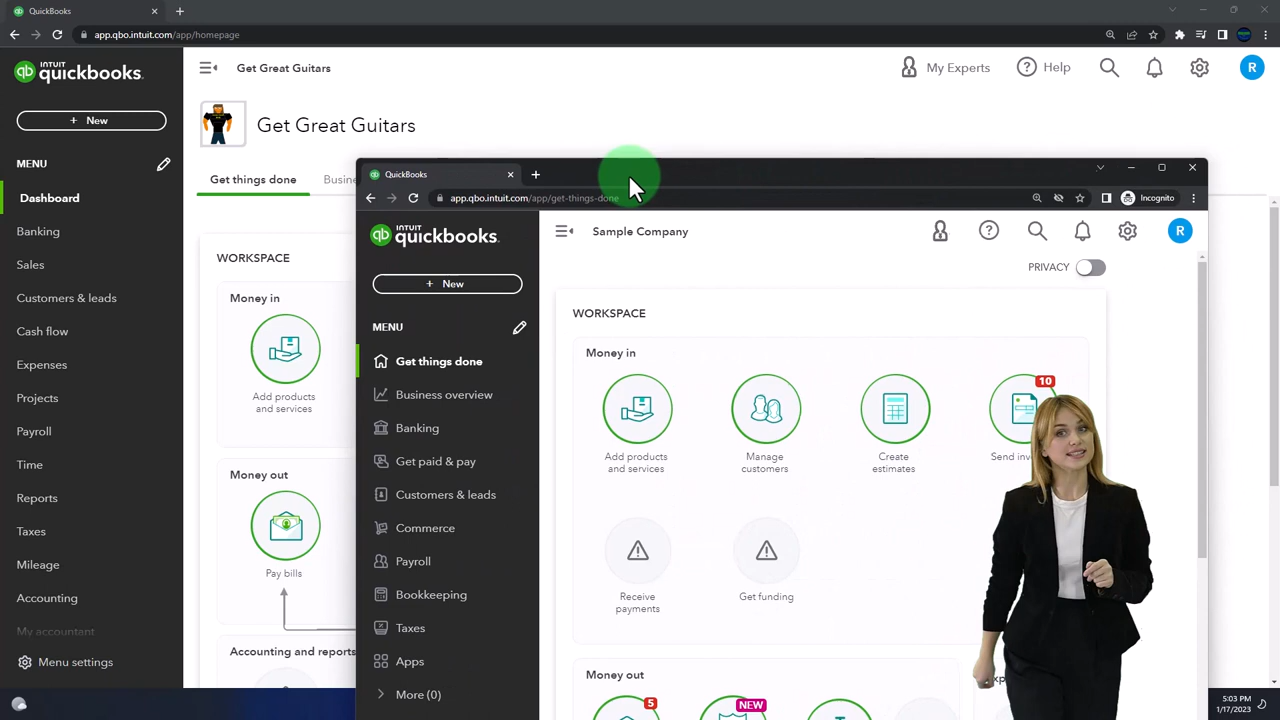 QuickBooks
app.qbo.intuit.com/app/homepage
INTUIT
quickbooks.
Get Great Guitars
My Experts
Help
R
+ New
MENU
Dashboard
Banking
Sales
Customers & leads
Cash flow
Expenses
Projects
Payroll
Time
Reports
Taxes
Mileage
Accounting
My accountant
Menu settings
Get Great Guitars
Get things done
Busine
WORKSPACE
Money in
Add products
and services
Money out
Pay bills
Accounting and reports
QuickBooks
app.qbo.intuit.com/app/get-things-done
Incognito
INTUIT
quickbooks.
Sample Company
R
+ New
MENU
Get things done
Business overview
Banking
Get paid & pay
Customers & leads
Commerce
Payroll
Bookkeeping
Taxes
Apps
More (0)
PRIVACY
WORKSPACE
Money in
10
Add products
and services
Manage
customers
Create
estimates
Send inv
Receive
payments
Get funding
Money out
5
NEW
5:03 PM
1/17/2023